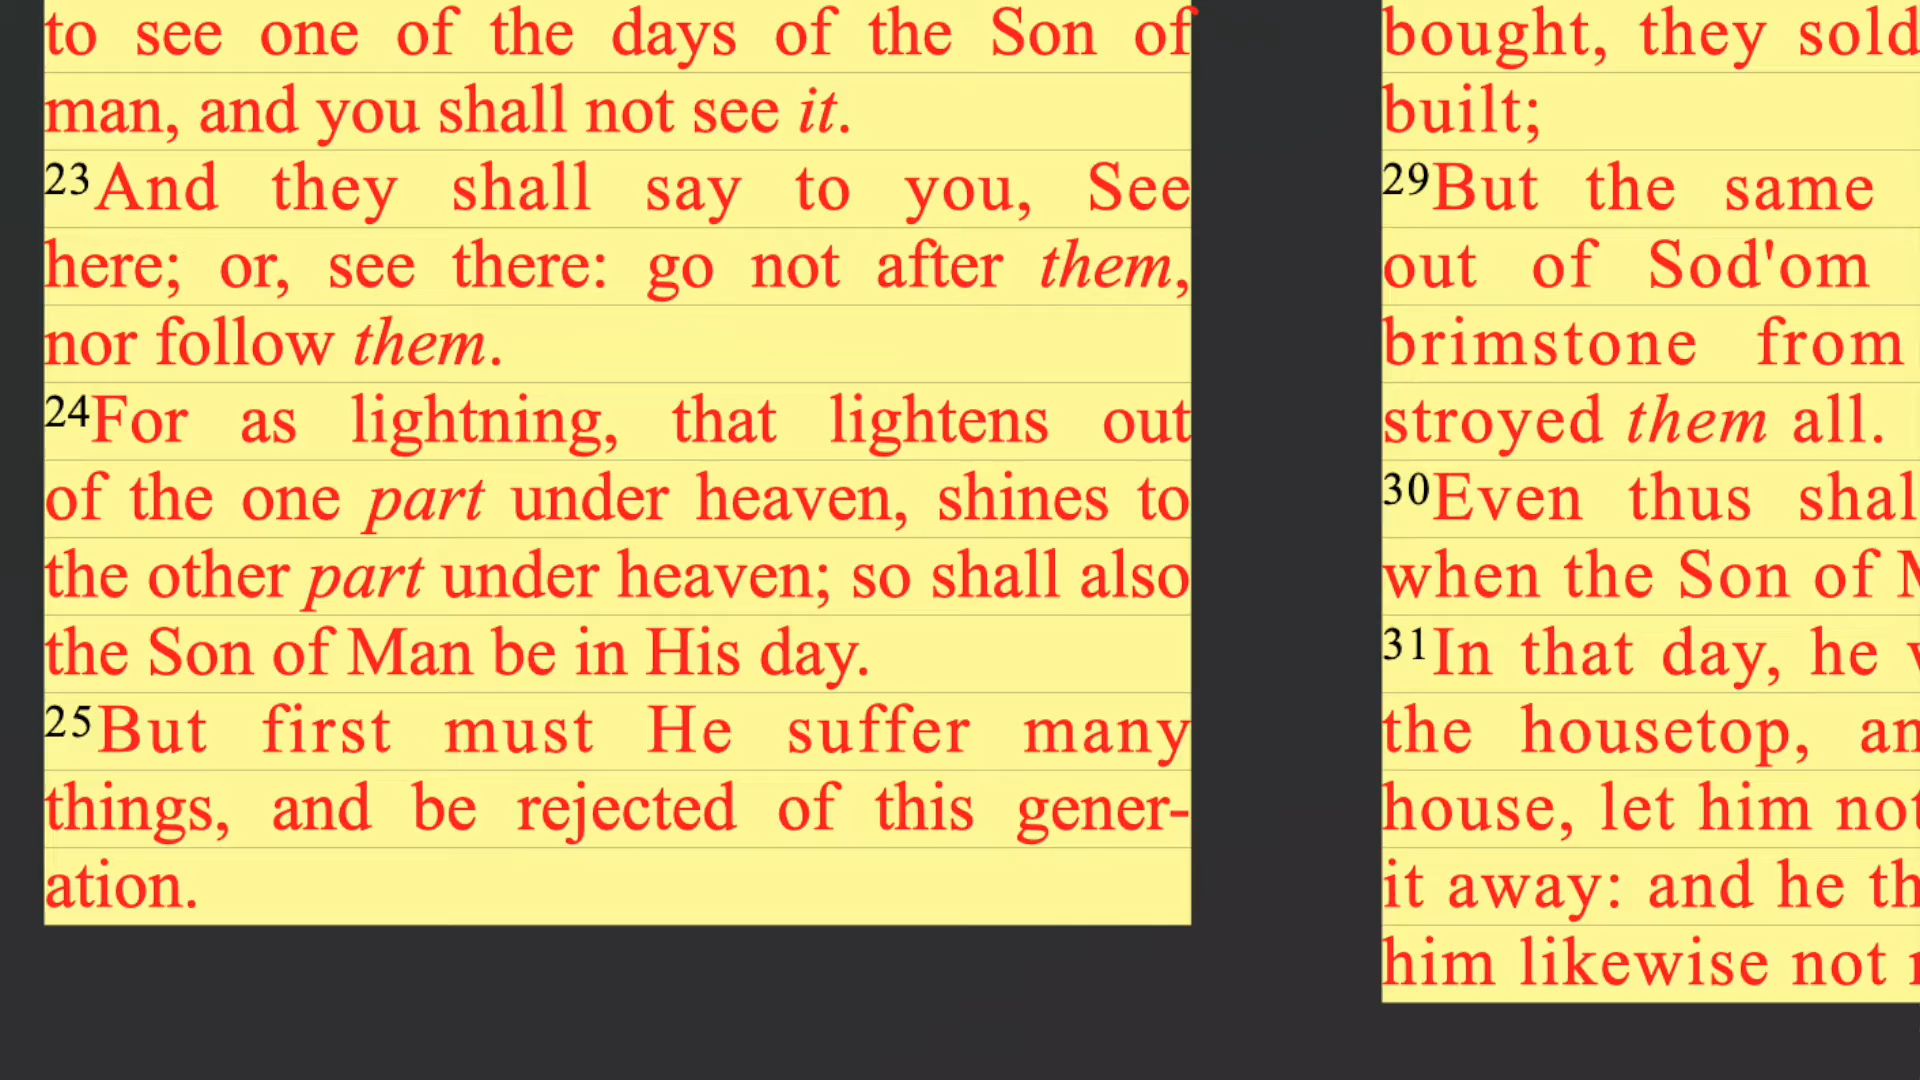 to see one of the days of the Son of
man, and you shall not see it.
23And they shall say to you, See
here; or, see there: go not after them,
nor follow them.
24For as lightning, that lightens out
of the one part under heaven, shines to
the other part under heaven; so shall also
the Son of Man be in His day.
25But first must He suffer many
things, and be rejected of this gener-
ation.
bought, they sold
built;
29But the same
out of Sod'om
brimstone from
stroyed them all.
30Even thus shal
when the Son of M
31In that day, he w
the housetop, an
house, let him not
it away: and he th
him likewise not